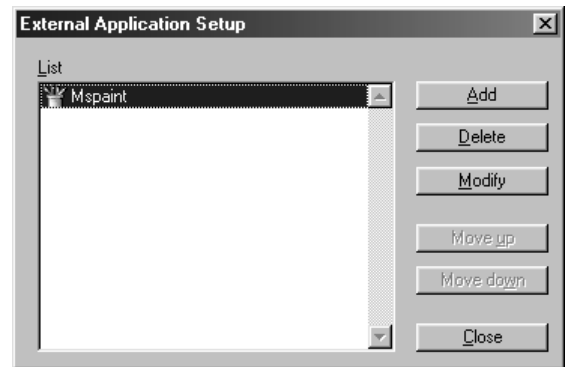 External Application Setup
List
Mspaint
Add
Delete
Modify
Move up
Move down
Close